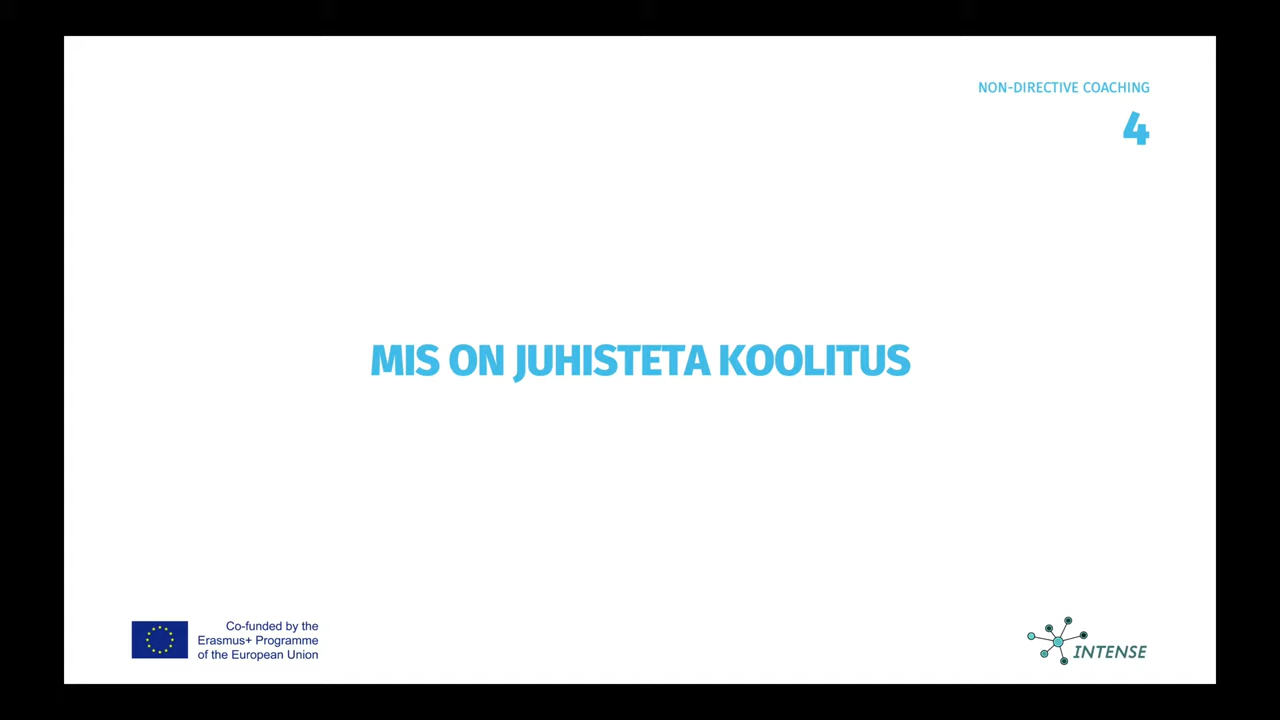 NON-DIRECTIVE COACHING
4
MIS ON JUHISTETA KOOLITUS
Co-funded by the
Erasmus+ Programme
of the European Union
INTENSE